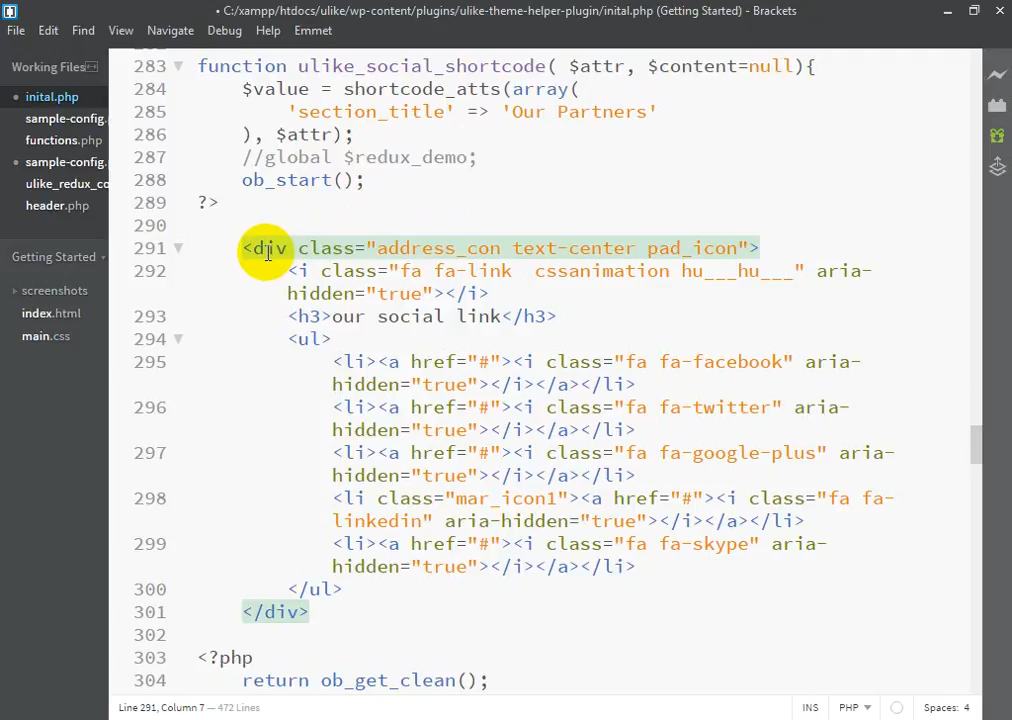 • C:/xampp/htdocs/ulike/wp-content/plugins/ulike-theme-helper-plugin/inital.php (Getting Started) - Brackets
File Edit Find View Navigate Debug Help Emmet
Working Files
inital.php
sample-config.
functions.php
sample-config.
ulike_redux_co
header.php
Getting Started
screenshots
index.html
main.css
283 function ulike_social_shortcode( $attr, $content=null){
284 $value = shortcode_atts(array(
285 'section_title' => 'Our Partners'
286 ), $attr);
287 //global $redux_demo;
288 ob_start();
289 ?>
290
291 <div class="address_con text-center pad_icon">
292 <i class="fa fa-link  cssanimation hu___hu___" aria-
hidden="true"></i>
293 <h3>our social link</h3>
294 <ul>
295 <li><a href="#"><i class="fa fa-facebook" aria-
hidden="true"></i></a></li>
296 <li><a href="#"><i class="fa fa-twitter" aria-
hidden="true"></i></a></li>
297 <li><a href="#"><i class="fa fa-google-plus" aria-
hidden="true"></i></a></li>
298 <li class="mar_icon1"><a href="#"><i class="fa fa-
linkedin" aria-hidden="true"></i></a></li>
299 <li><a href="#"><i class="fa fa-skype" aria-
hidden="true"></i></a></li>
300 </ul>
301 </div>
302
303 <?php
304 return ob_get_clean();
Line 291, Column 7 — 472 Lines
INS PHP Spaces: 4